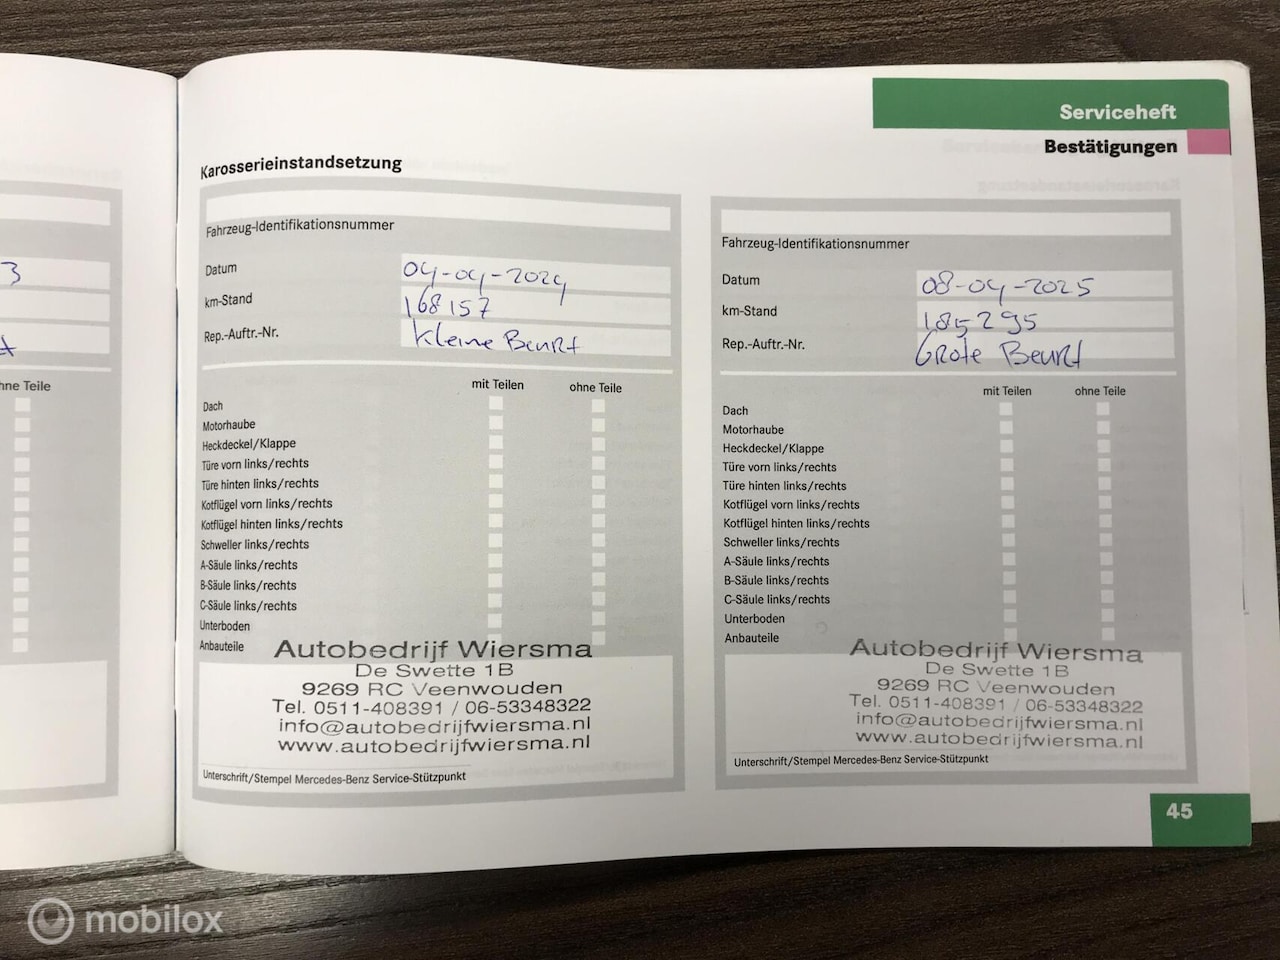 Serviceheft
Bestätigungen
Karosserieinstandsetzung
3
hne Teile
Fahrzeug-Identifikationsnummer
Datum 04-04-2024
km-Stand 168157
Rep.-Auftr.-Nr. Kleine Beurt
mit Teilen ohne Teile
Dach
Motorhaube
Heckdeckel/Klappe
Türe vorn links/rechts
Türe hinten links/rechts
Kotflügel vorn links/rechts
Kotflügel hinten links/rechts
Schweller links/rechts
A-Säule links/rechts
B-Säule links/rechts
C-Säule links/rechts
Unterboden
Anbauteile
Autobedrijf Wiersma
De Swette 1B
9269 RC Veenwouden
Tel. 0511-408391 / 06-53348322
info@autobedrijfwiersma.nl
www.autobedrijfwiersma.nl
Unterschrift/Stempel Mercedes-Benz Service-Stützpunkt
Fahrzeug-Identifikationsnummer
Datum 08-04-2025
km-Stand 185295
Rep.-Auftr.-Nr. Grote Beurt
mit Teilen ohne Teile
Dach
Motorhaube
Heckdeckel/Klappe
Türe vorn links/rechts
Türe hinten links/rechts
Kotflügel vorn links/rechts
Kotflügel hinten links/rechts
Schweller links/rechts
A-Säule links/rechts
B-Säule links/rechts
C-Säule links/rechts
Unterboden
Anbauteile
Autobedrijf Wiersma
De Swette 1B
9269 RC Veenwouden
Tel. 0511-408391 / 06-53348322
info@autobedrijfwiersma.nl
www.autobedrijfwiersma.nl
Unterschrift/Stempel Mercedes-Benz Service-Stützpunkt
45
mobilox